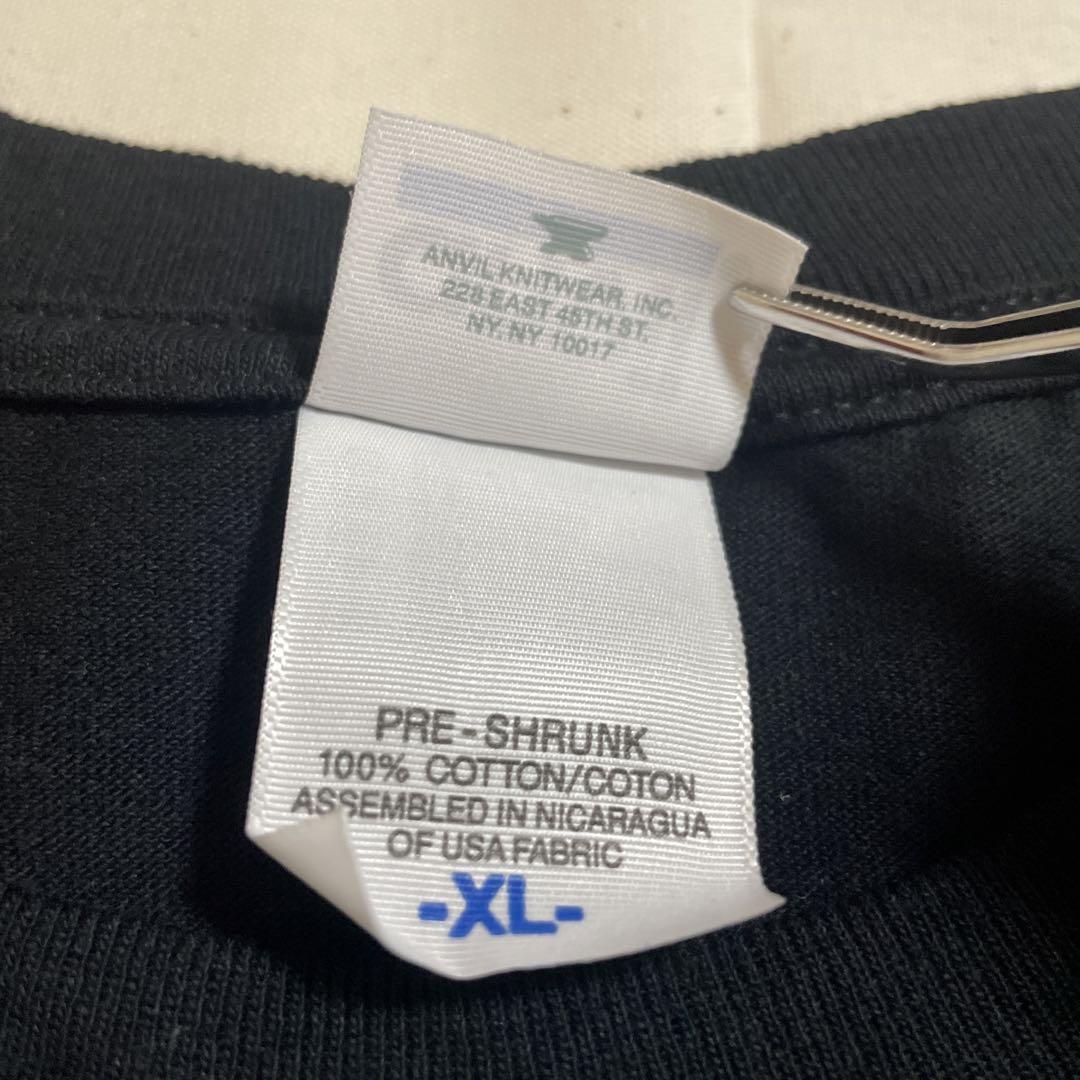 ANVIL KNITWEAR, INC.
228 EAST 45TH ST.
NY. NY 10017
PRE-SHRUNK
100% COTTON/COTON
ASSEMBLED IN NICARAGUA
OF USA FABRIC
-XL-